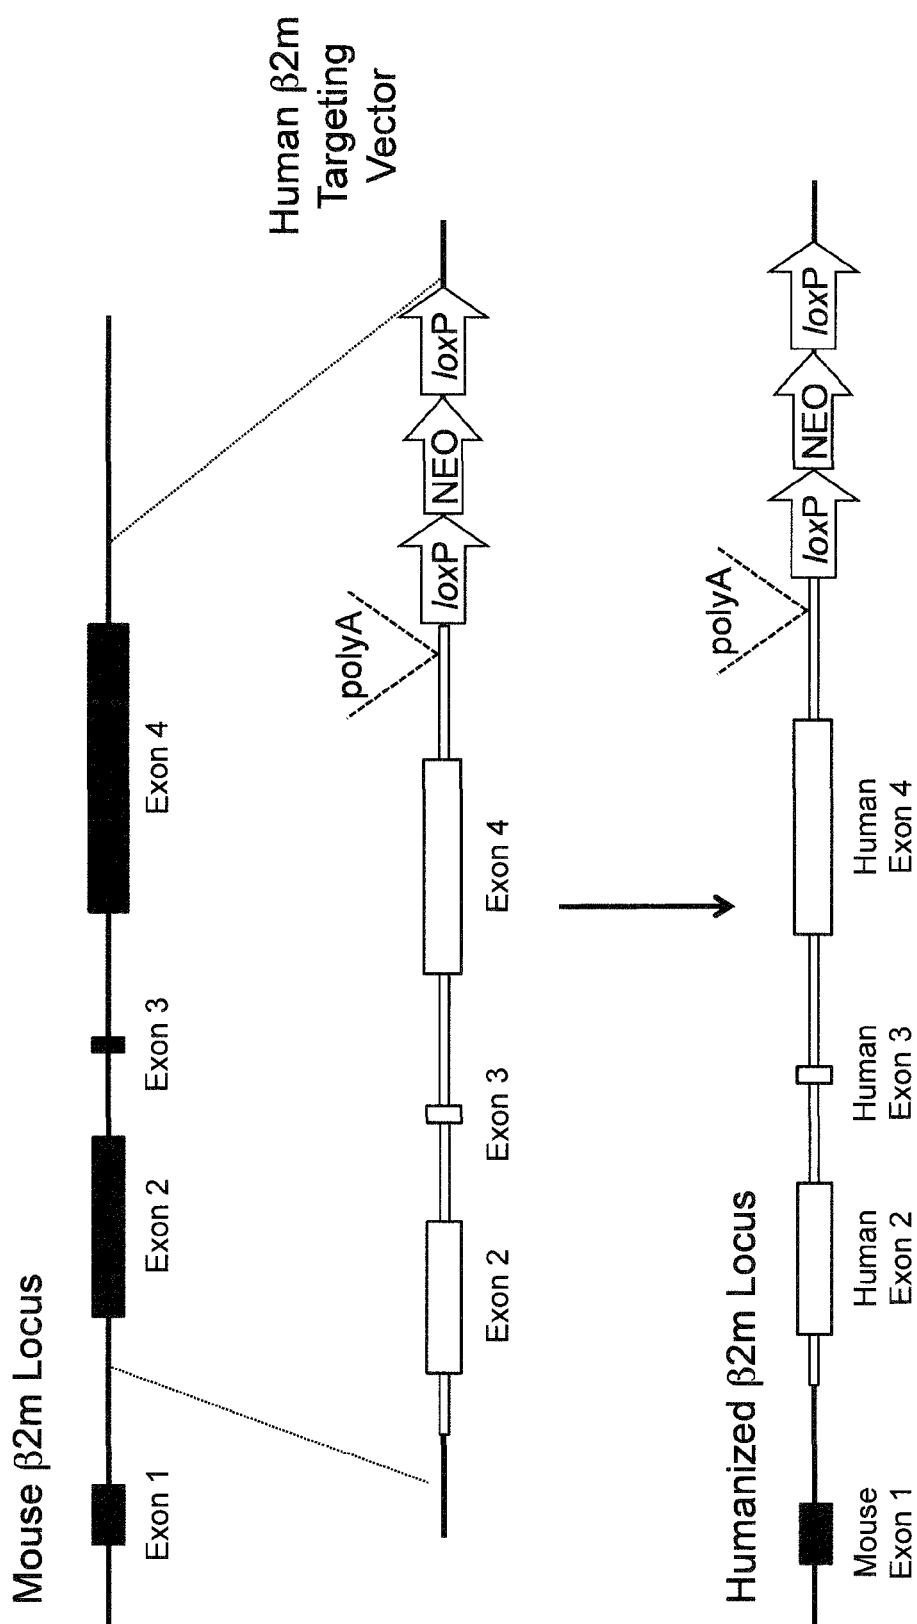 Mouse β2m Locus
Exon 1
Exon 2
Exon 3
Exon 4
Human β2m
Targeting
Vector
Exon 2
Exon 3
Exon 4
polyA
loxP
NEO
loxP
Humanized β2m Locus
Mouse
Exon 1
Human
Exon 2
Human
Exon 3
Human
Exon 4
polyA
loxP
NEO
loxP